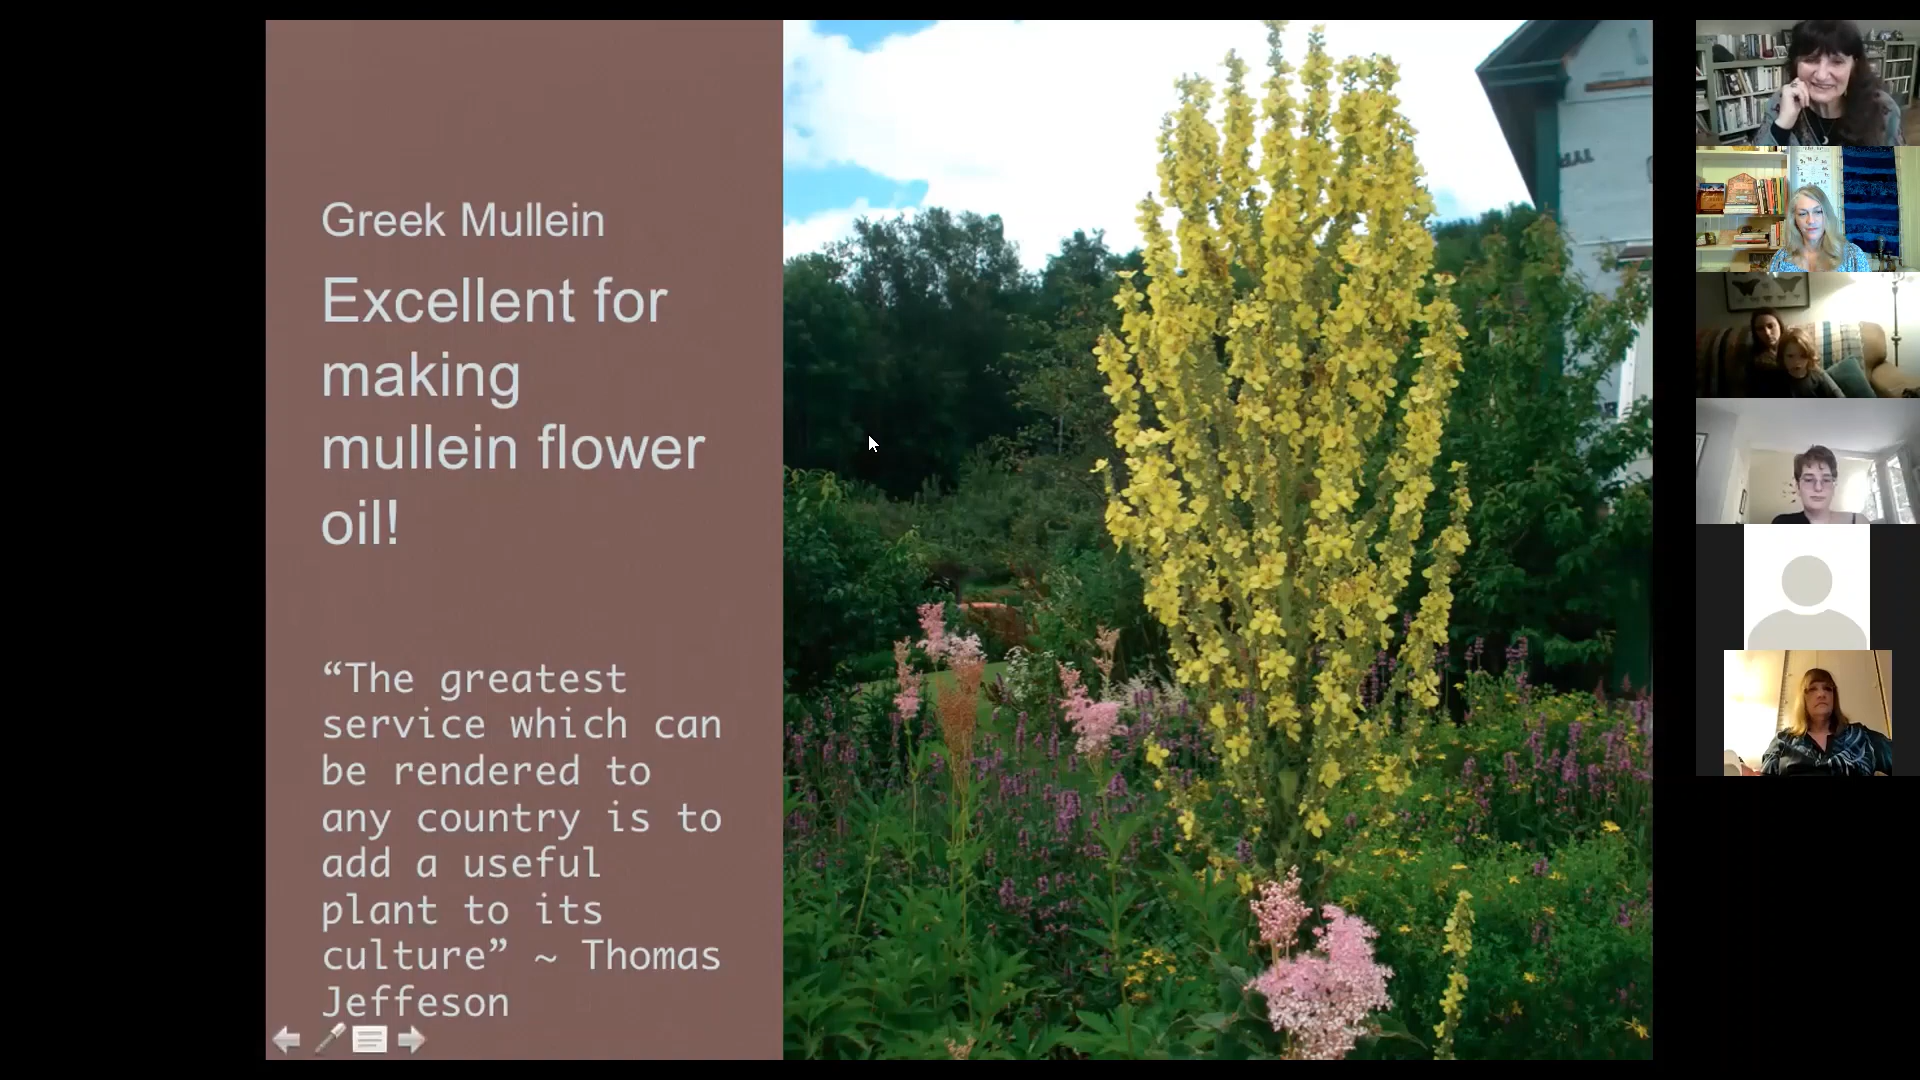 Greek Mullein
Excellent for
making
mullein flower
oil!
“The greatest
service which can
be rendered to
any country is to
add a useful
plant to its
culture” ~ Thomas
Jeffeson